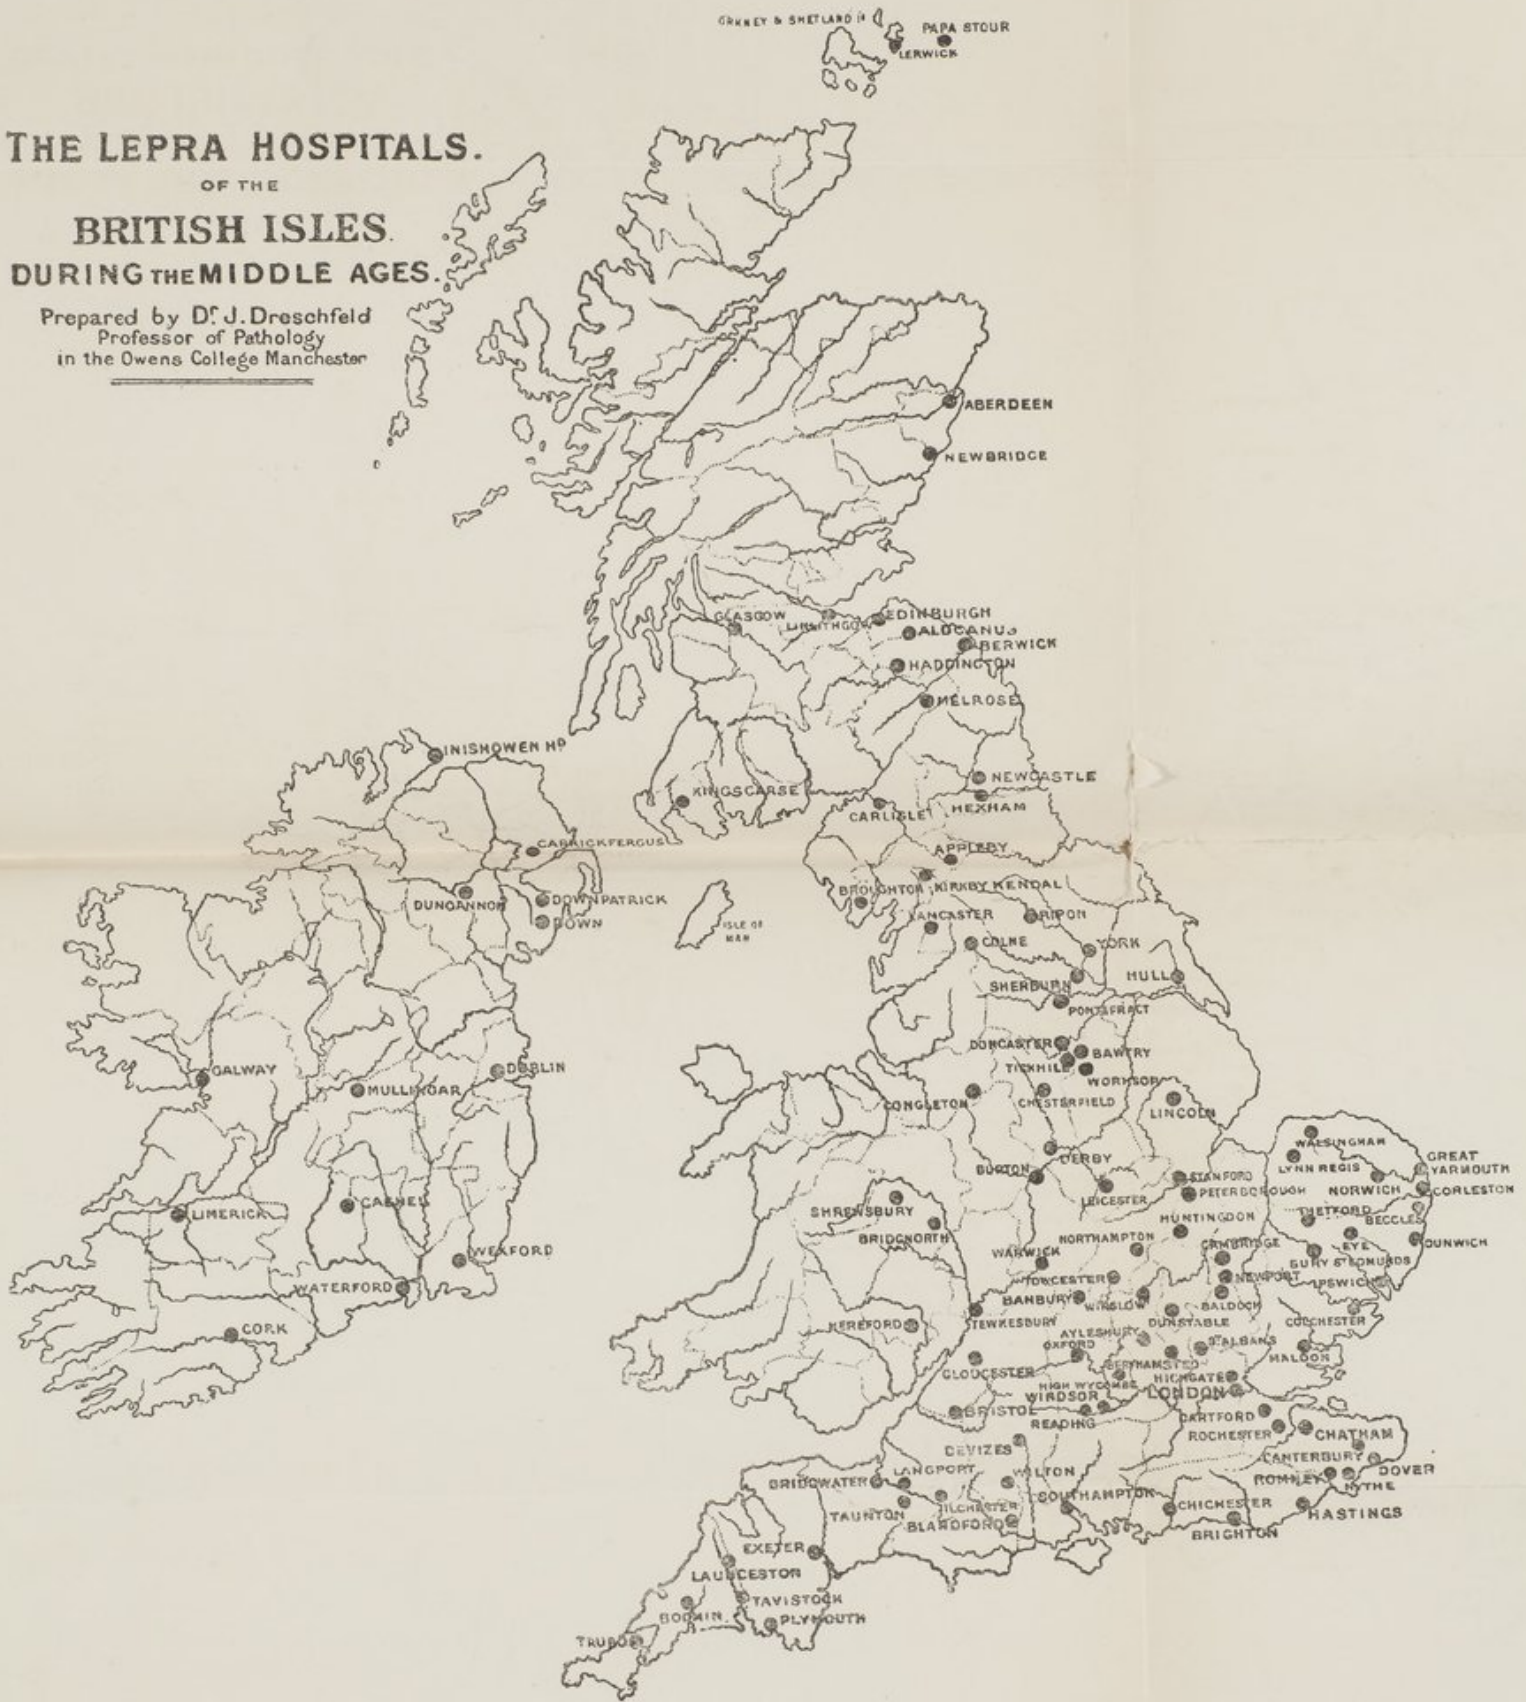 ORKNEY & SHETLAND Is
PAPA STOUR
LERWICK
THE LEPRA HOSPITALS.
OF THE
BRITISH ISLES.
DURING THE MIDDLE AGES.
Prepared by Dr. J. Dreschfeld
Professor of Pathology
in the Owens College Manchester
ABERDEEN
NEWBRIDGE
GLASGOW
LINLITHGOW
EDINBURGH
ALDCANUS
BERWICK
HADDINGTON
MELROSE
INISHOWEN HD
NEWCASTLE
KINGSCARSE
CARLISLE
HEXHAM
CARRICKFERGUS
APPLEBY
BROUGHTON
KIRKBY KENDAL
DUNGANNON
DOWNPATRICK
DOWN
ISLE OF
MAN
LANCASTER
RIPON
COLNE
YORK
SHERBURN
HULL
PONTEFRACT
DONCASTER
BAWTRY
TICKHILL
WORKSOP
GALWAY
DUBLIN
MULLINGAR
CONGLETON
CHESTERFIELD
LINCOLN
WALSINGHAM
DERBY
LYNN REGIS
GREAT
YARMOUTH
BURTON
STANFORD
LEICESTER
PETERBOROUGH
NORWICH
CORLESTON
CASHEL
LIMERICK
SHREWSBURY
THETFORD
BECCLES
BRIDGNORTH
HUNTINGDON
NORTHAMPTON
WARWICK
CAMBRIDGE
EYE
DUNWICH
WEXFORD
BURY ST EDMUNDS
WATERFORD
TOWCESTER
NEWPORT
IPSWICH
BANBURY
WINSLOW
BALDOCK
TEWKESBURY
DUNSTABLE
COLCHESTER
HEREFORD
CORK
AYLESBURY
OXFORD
ST ALBANS
MALDON
GLOUCESTER
BERKHAMSTED
HIGH WYCOMBE
HIGHGATE
WINDSOR
LONDON
BRISTOL
READING
DARTFORD
ROCHESTER
CHATHAM
DEVIZES
CANTERBURY
BRIDGWATER
LANGPORT
WILTON
ROMNEY
DOVER
HYTHE
TAUNTON
ILCHESTER
SOUTHAMPTON
CHICHESTER
HASTINGS
BLANDFORD
BRIGHTON
EXETER
LAUNCESTON
TAVISTOCK
BODMIN
PLYMOUTH
TRURO